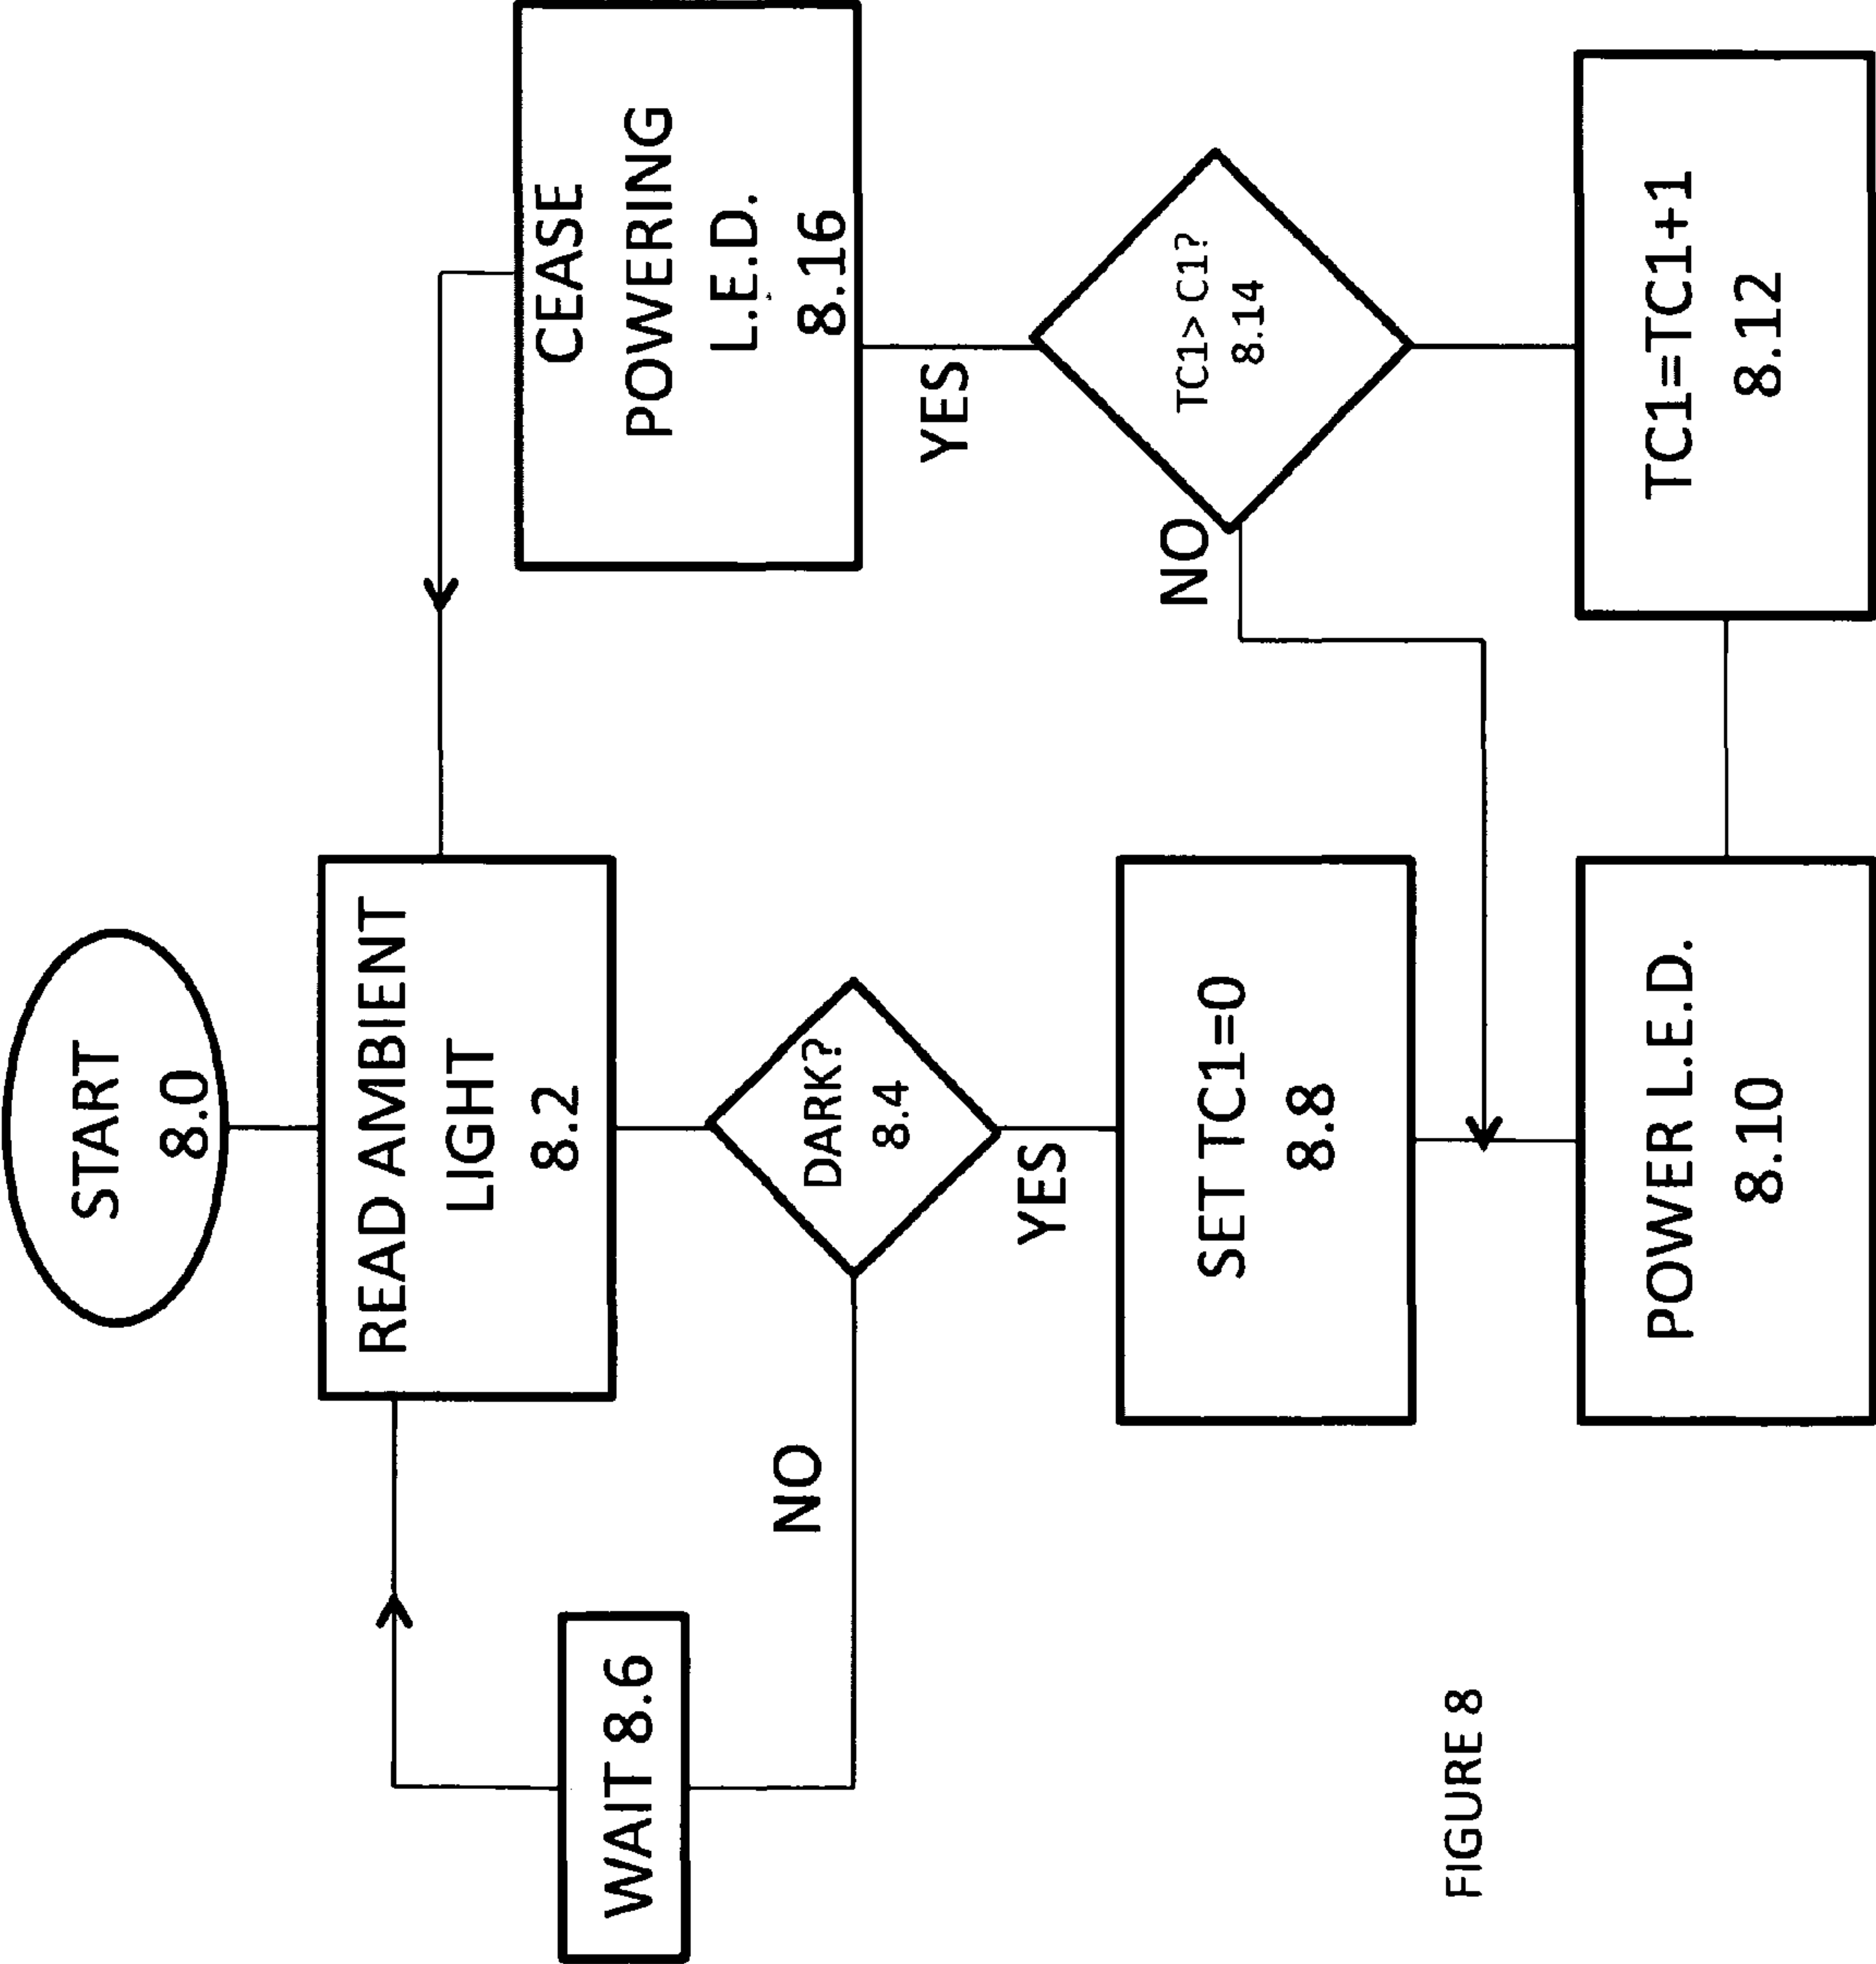 START
8.0
READ AMBIENT
LIGHT
8.2
DARK?
8.4
NO
WAIT 8.6
YES
SET TC1=0
8.8
POWER L.E.D.
8.10
TC1=TC1+1
8.12
TC1> C1?
8.14
NO
YES
CEASE
POWERING
L.E.D.
8.16
FIGURE 8